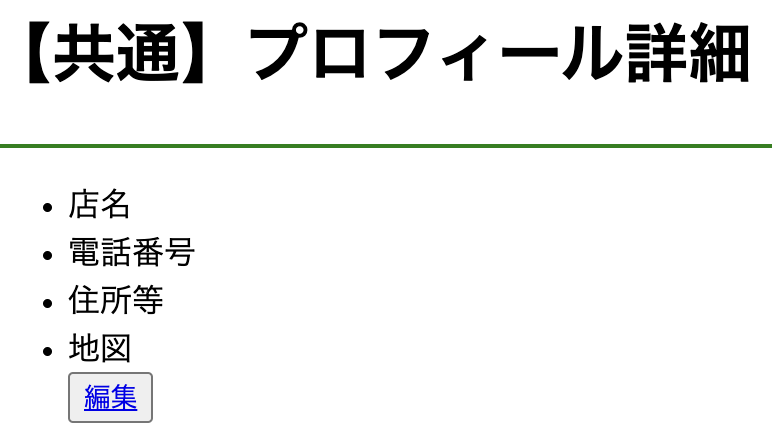 【共通】プロフィール詳細
店名
電話番号
住所等
地図
編集